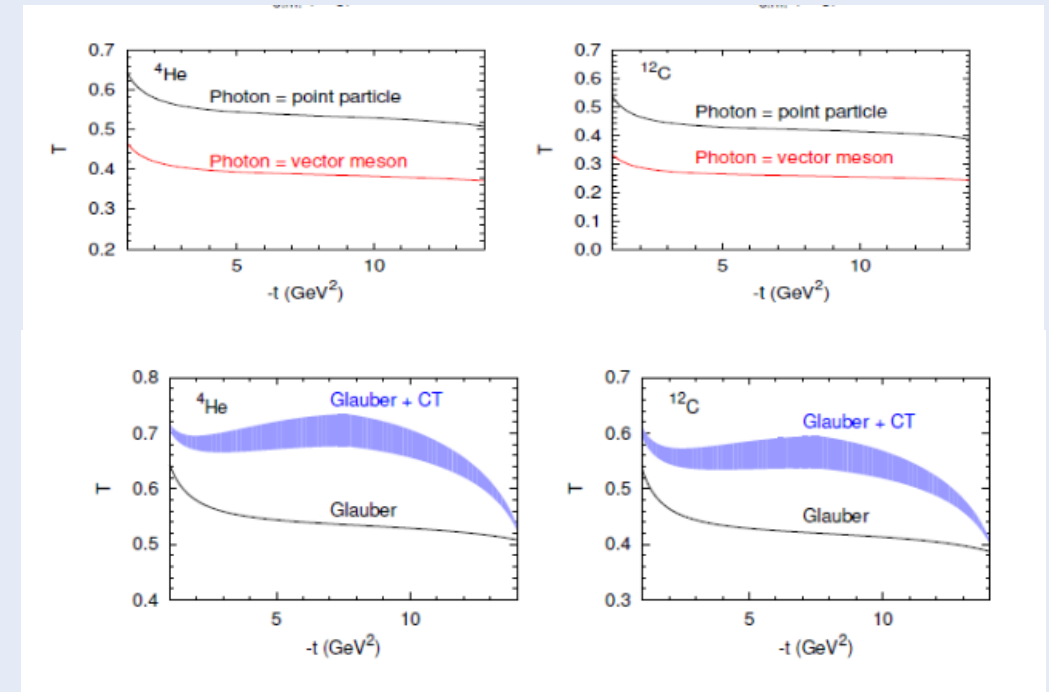 0.7
0.6
0.5
0.4
0.3
0.2
T
⁴He
Photon = point particle
Photon = vector meson
5
10
-t (GeV²)
0.7
0.6
0.5
0.4
0.3
0.2
0.1
0.0
T
¹²C
Photon = point particle
Photon = vector meson
5
10
-t (GeV²)
0.8
0.7
0.6
0.5
0.4
T
⁴He
Glauber + CT
Glauber
5
10
-t (GeV²)
0.7
0.6
0.5
0.4
0.3
T
¹²C
Glauber + CT
Glauber
5
10
-t (GeV²)